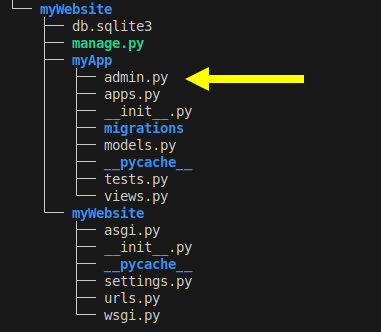 myWebsite
db.sqlite3
manage.py
myApp
admin.py
apps.py
__init__.py
migrations
models.py
__pycache__
tests.py
views.py
myWebsite
asgi.py
__init__.py
__pycache__
settings.py
urls.py
wsgi.py